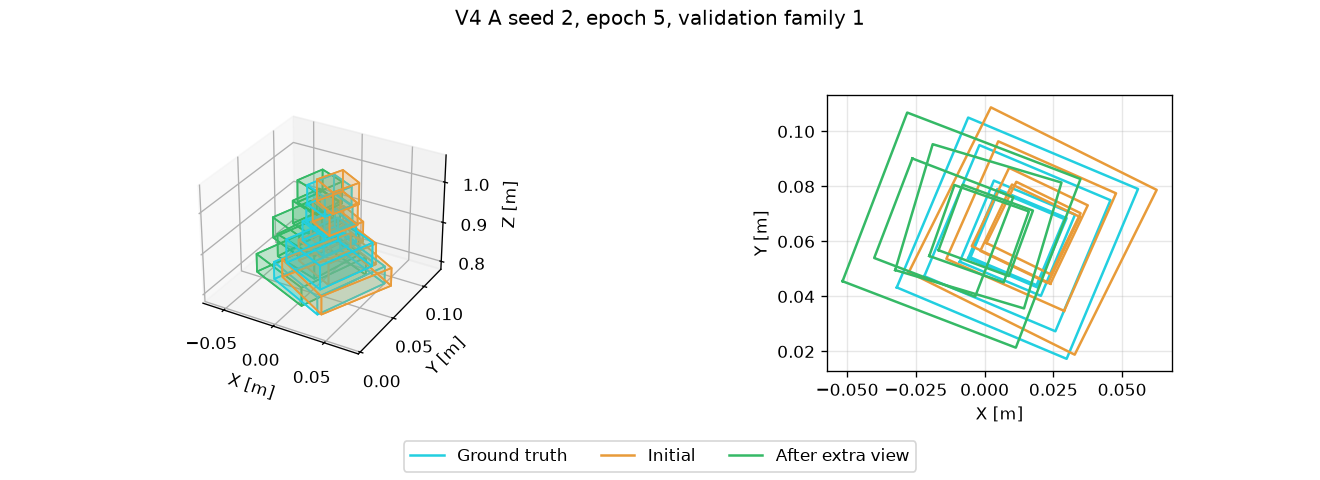 V4 A seed 2, epoch 5, validation family 1
1.0
0.9
0.8
Z [m]
−0.05
0.00
0.05
X [m]
0.00
0.05
0.10
Y [m]
0.10
0.08
0.06
0.04
0.02
Y [m]
−0.050 −0.025 0.000 0.025 0.050
X [m]
Ground truth Initial After extra view